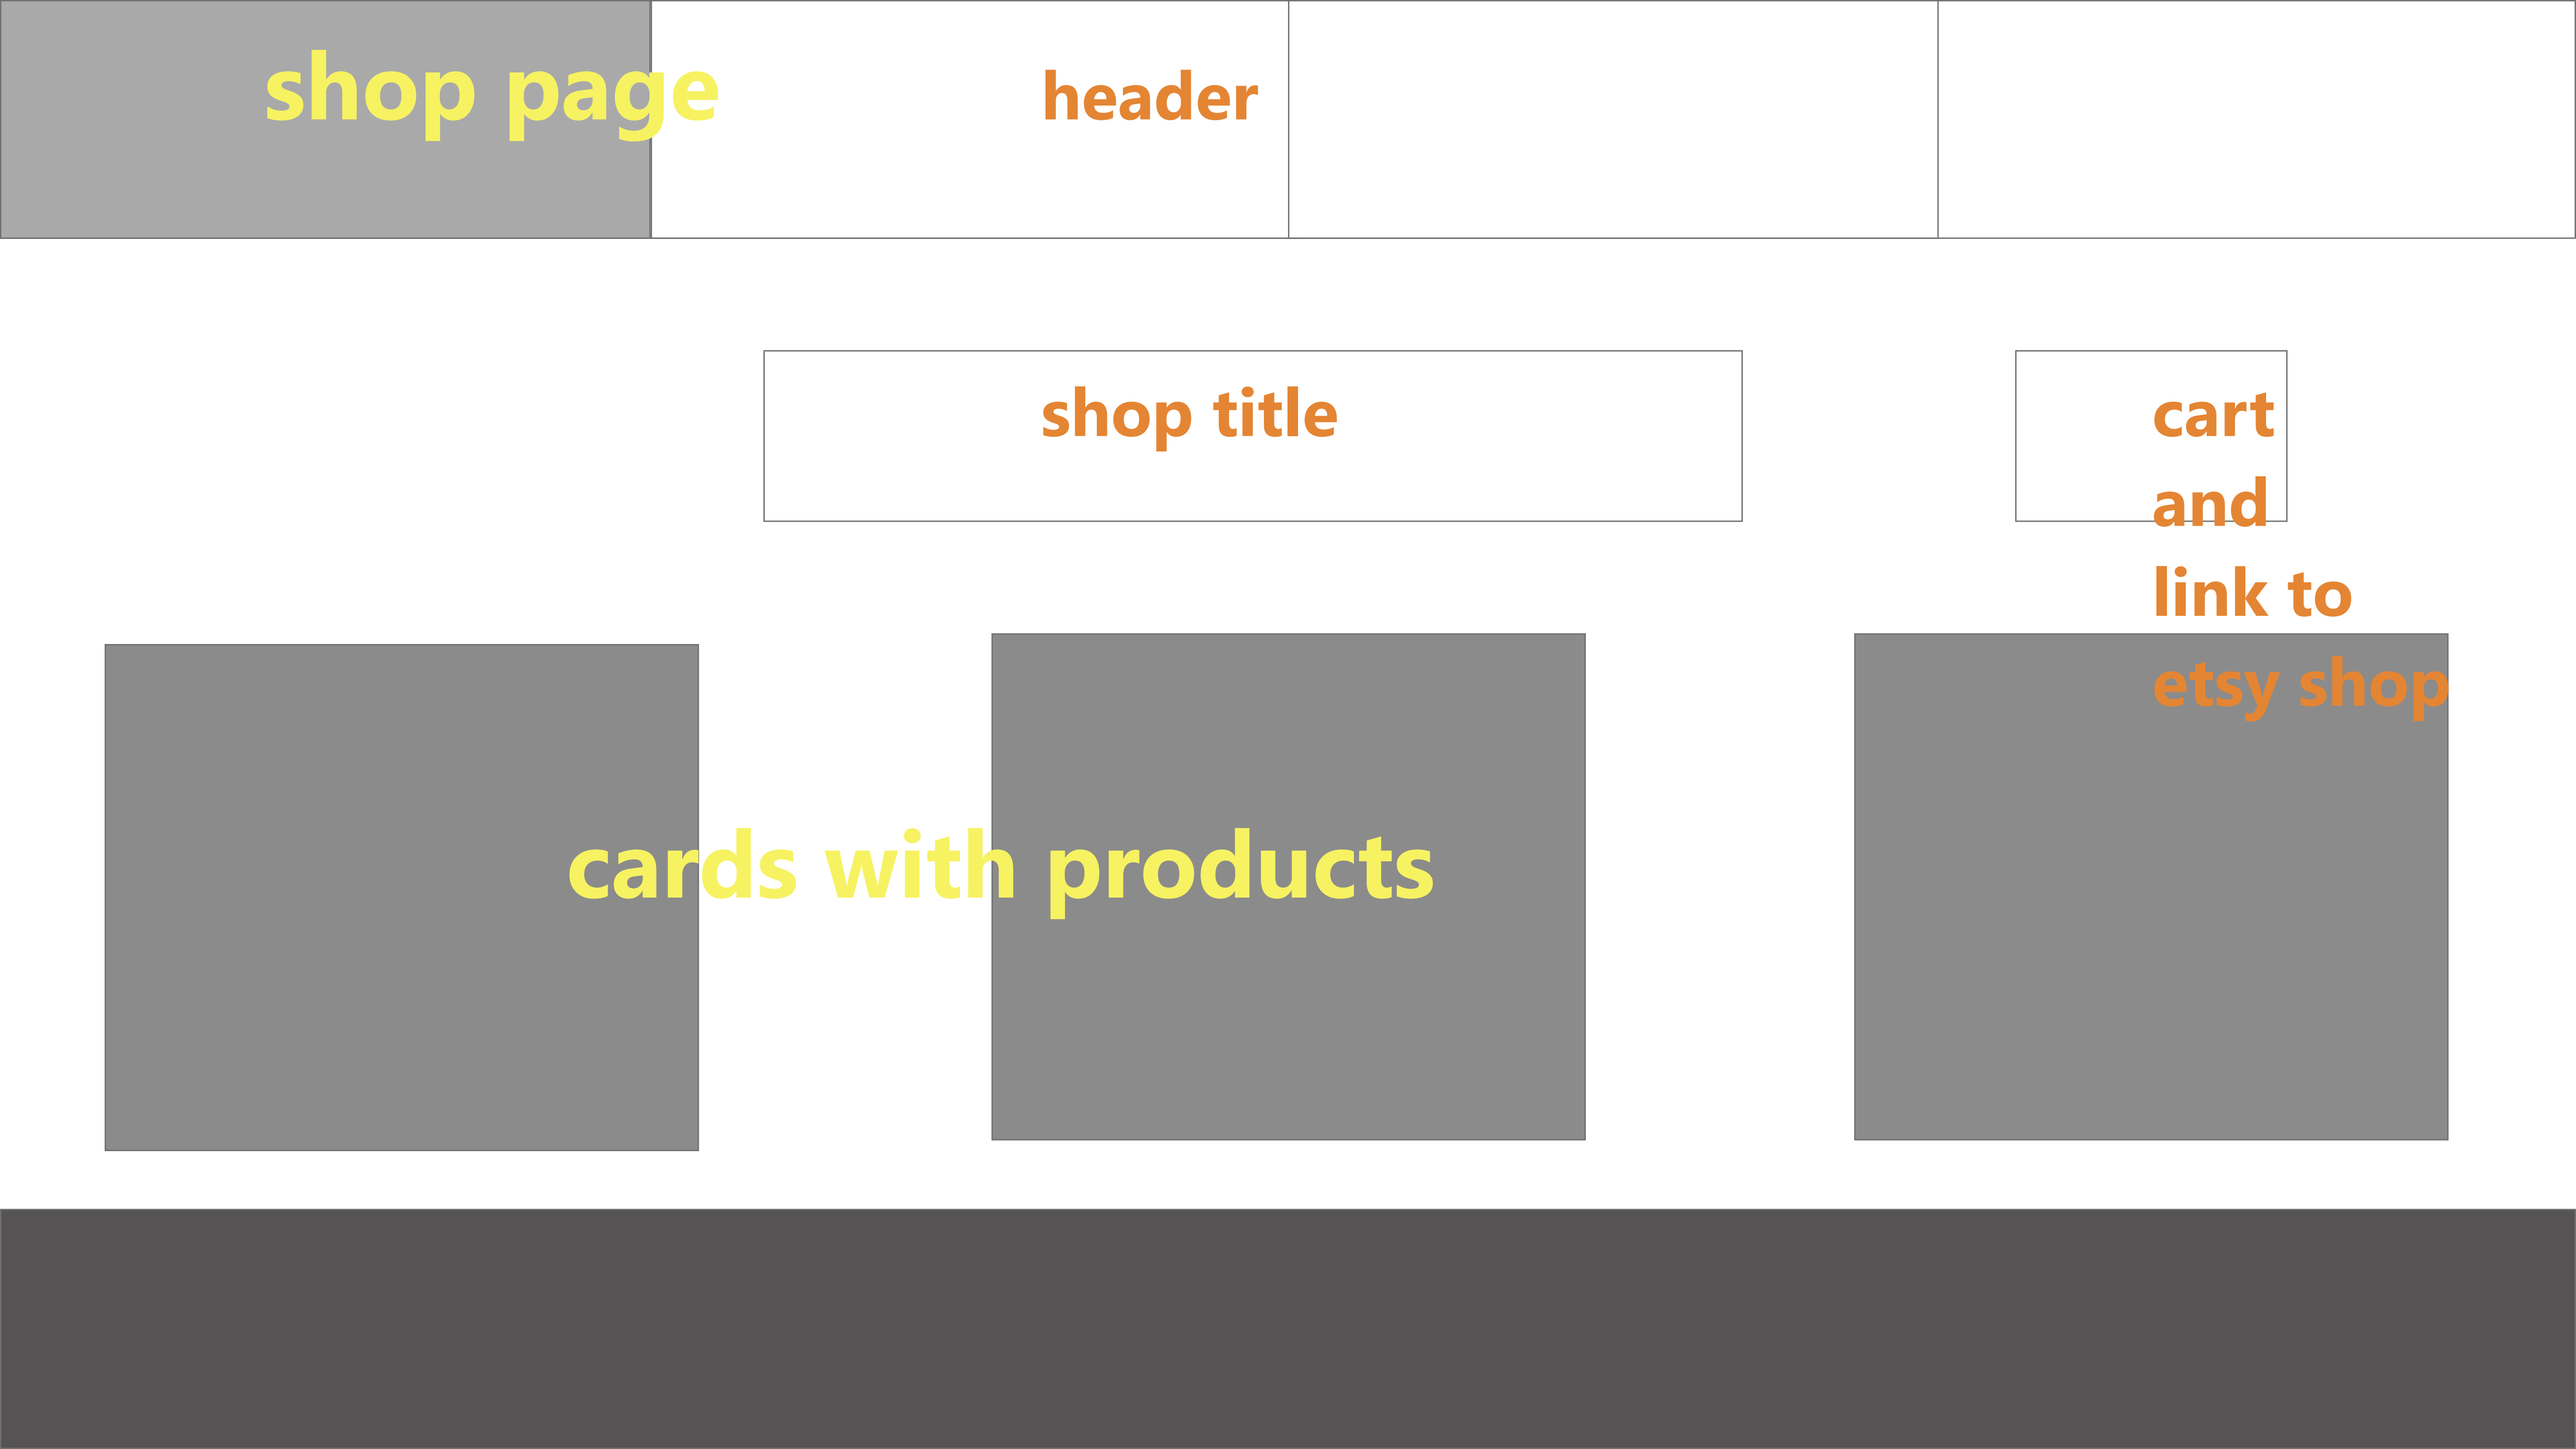 shop page
header
shop title
cart
and
link to
etsy shop
cards with products